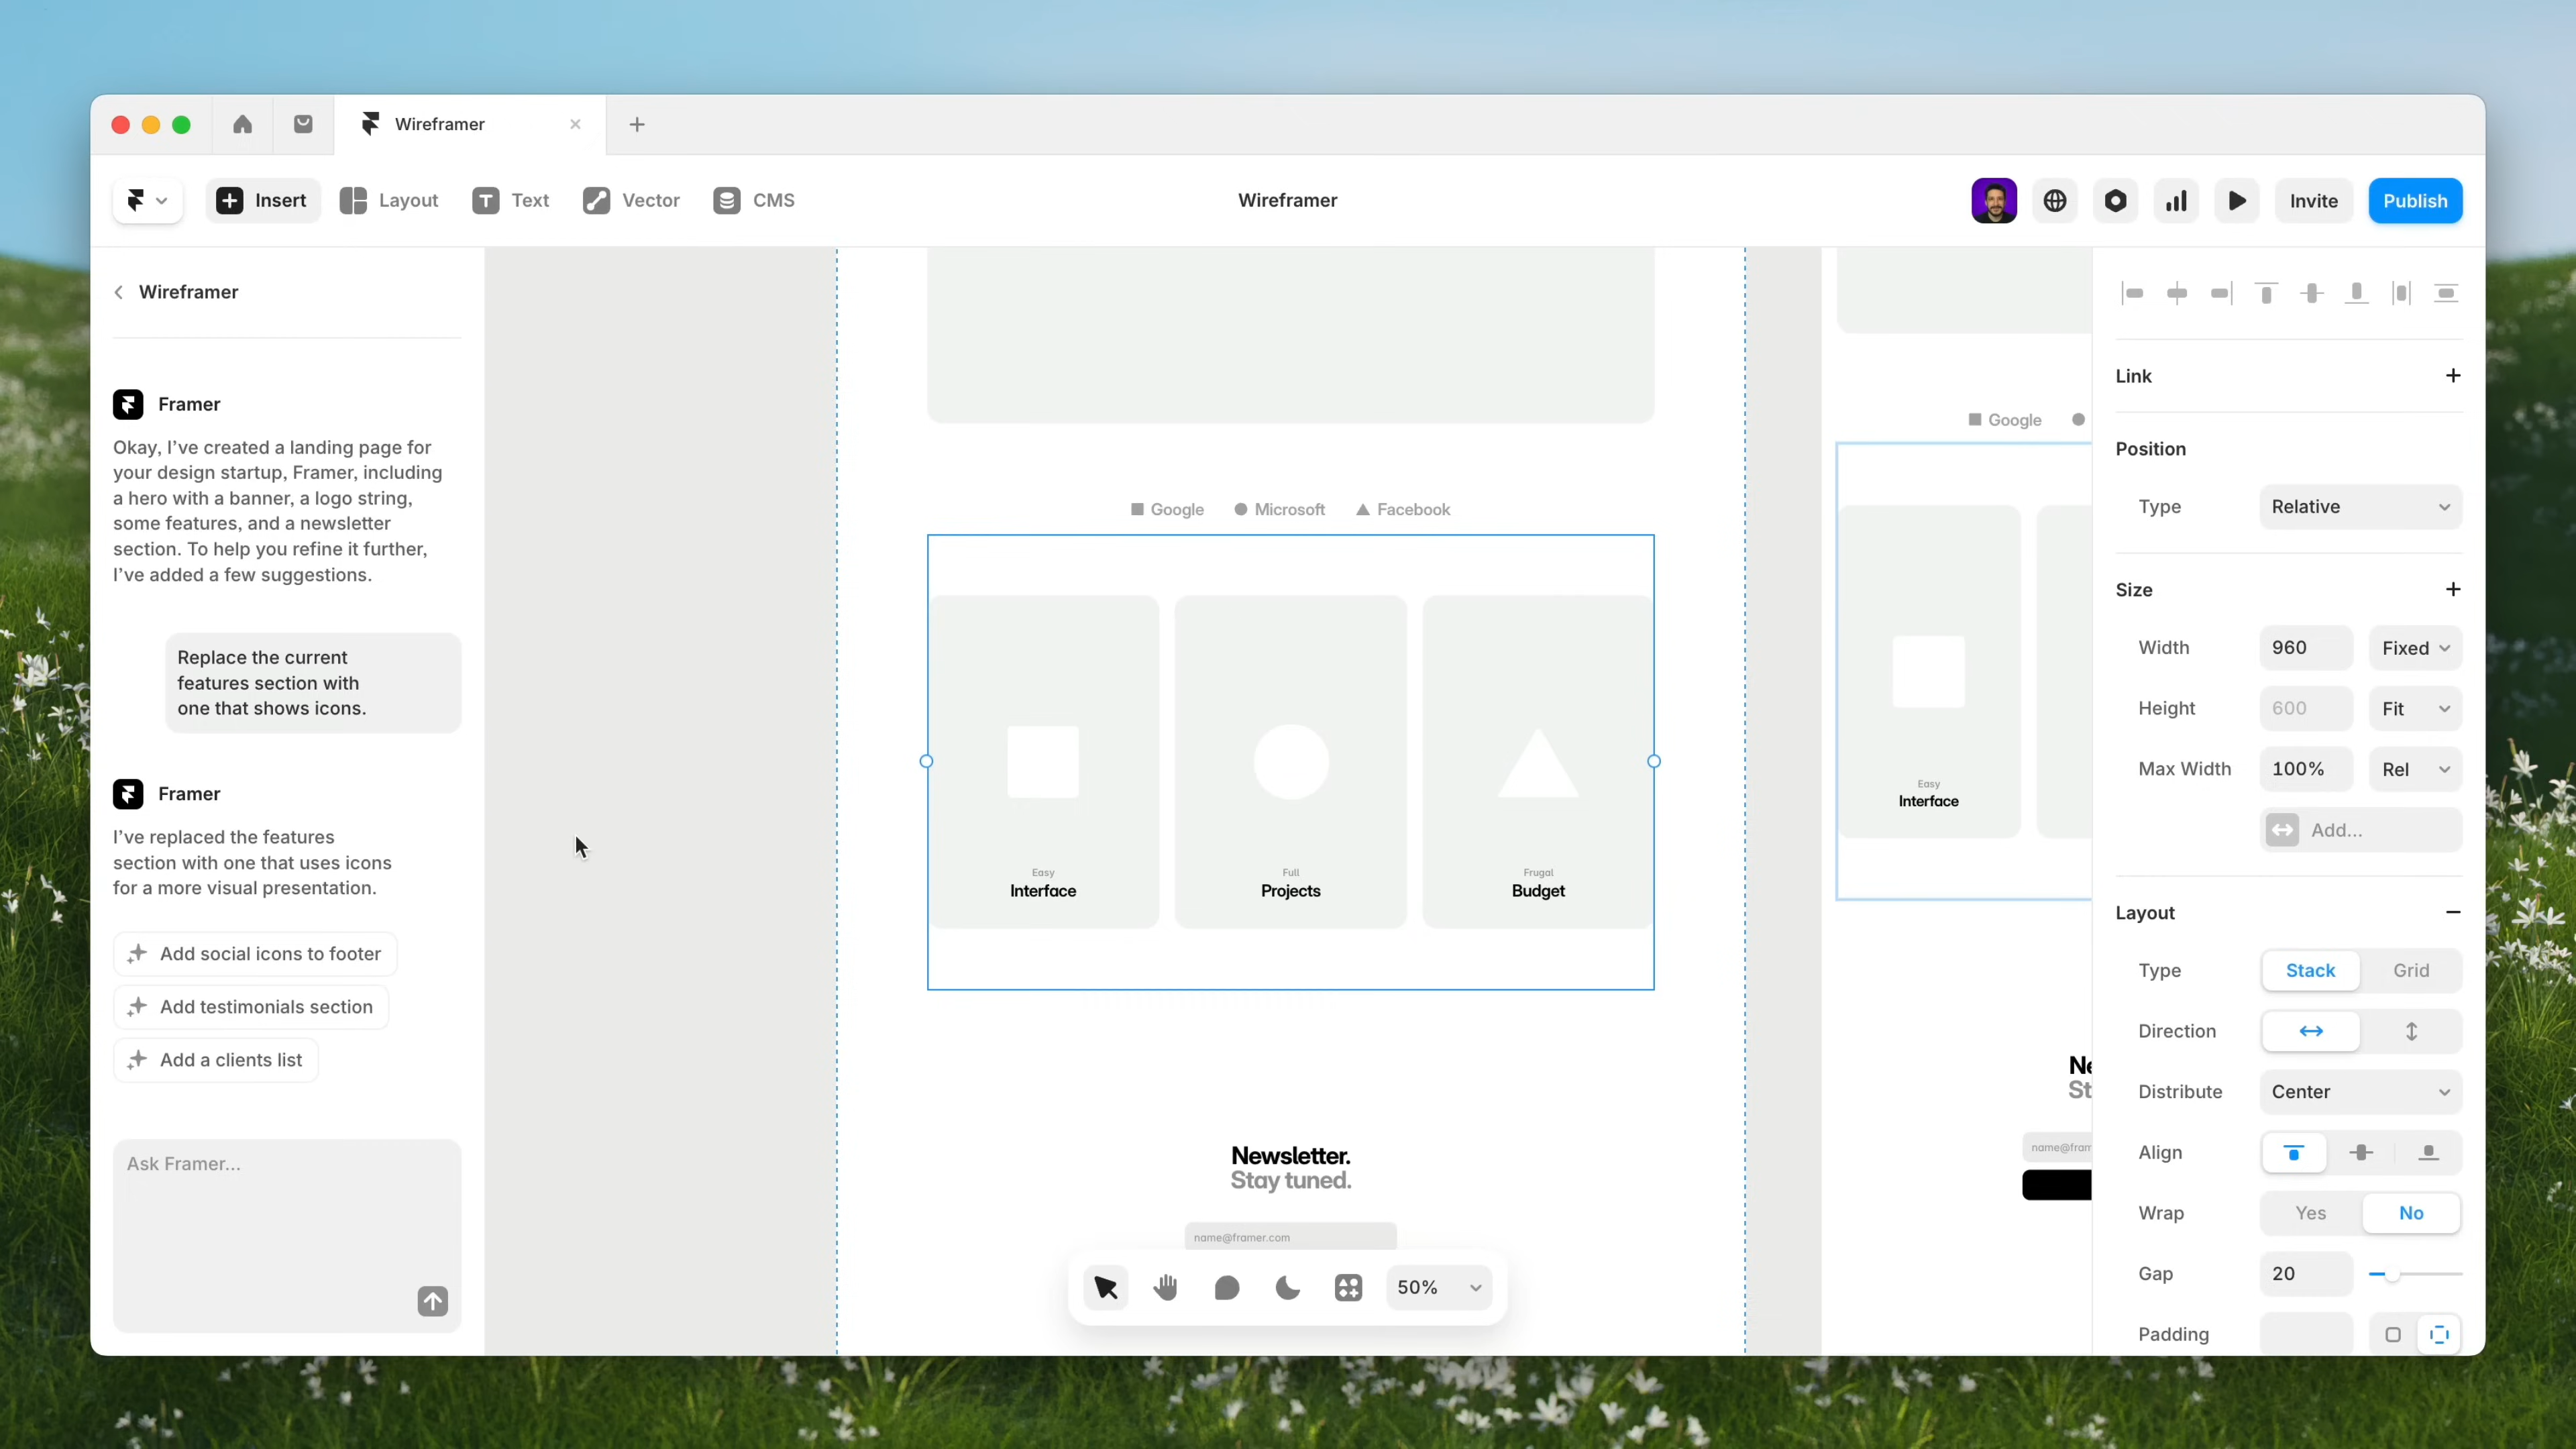 Wireframer
Insert
Layout
Text
Vector
CMS
Wireframer
Invite
Publish
Wireframer
Framer
Okay, I've created a landing page for
your design startup, Framer, including
a hero with a banner, a logo string,
some features, and a newsletter
section. To help you refine it further,
I've added a few suggestions.
Replace the current
features section with
one that shows icons.
Framer
I've replaced the features
section with one that uses icons
for a more visual presentation.
Add social icons to footer
Add testimonials section
Add a clients list
Ask Framer...
Google
Microsoft
Facebook
Easy
Interface
Full
Projects
Frugal
Budget
Newsletter.
Stay tuned.
name@framer.com
50%
Google
Easy
Interface
Ne
St
name@fram
Link
Position
Type
Relative
Size
Width
960
Fixed
Height
600
Fit
Max Width
100%
Rel
Add...
Layout
Type
Stack
Grid
Direction
Distribute
Center
Align
Wrap
Yes
No
Gap
20
Padding